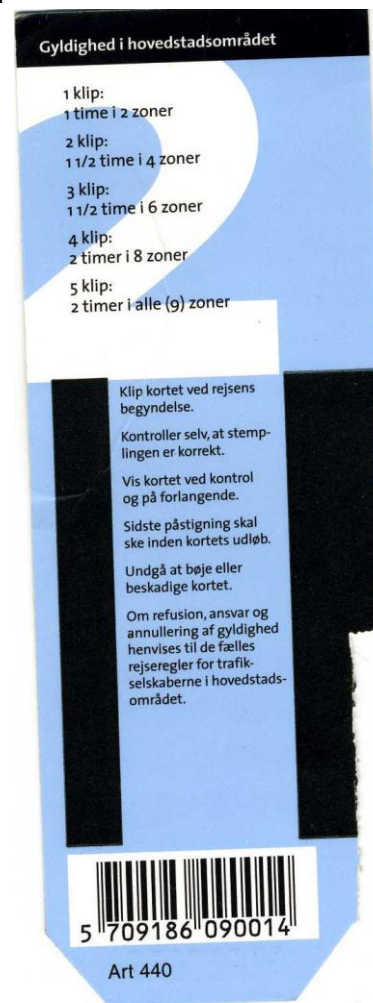 Gyldighed i hovedstadsområdet
1 klip:
1 time i 2 zoner
2 klip:
1 1/2 time i 4 zoner
3 klip:
1 1/2 time i 6 zoner
4 klip:
2 timer i 8 zoner
5 klip:
2 timer i alle (9) zoner
2
Klip kortet ved rejsens
begyndelse.
Kontroller selv, at stemp-
lingen er korrekt.
Vis kortet ved kontrol
og på forlangende.
Sidste påstigning skal
ske inden kortets udløb.
Undgå at bøje eller
beskadige kortet.
Om refusion, ansvar og
annullering af gyldighed
henvises til de fælles
rejseregler for trafik-
selskaberne i hovedstads-
området.
5 709186 090014
Art 440